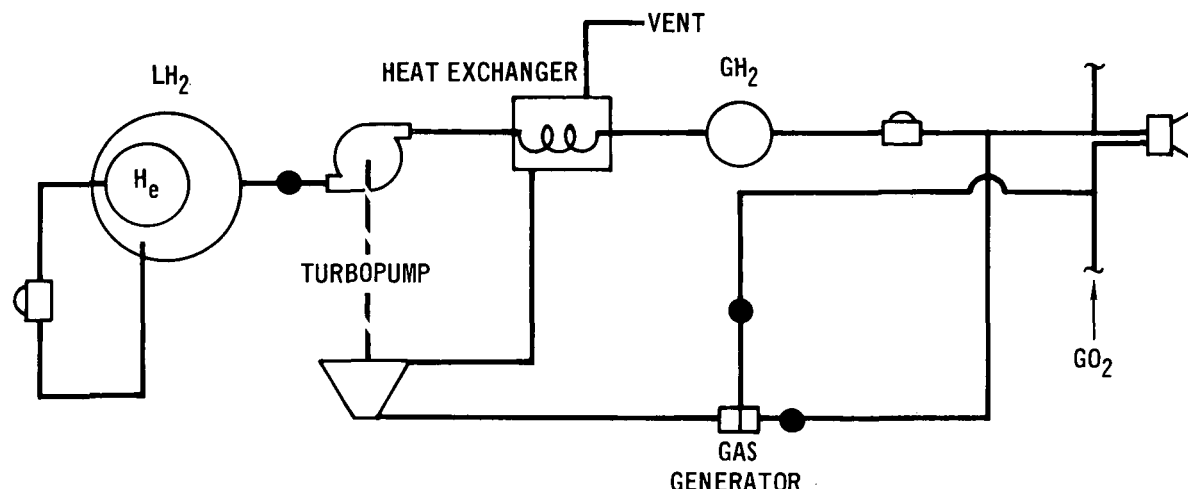 VENT
HEAT EXCHANGER
GH₂
LH₂
Hₑ
TURBOPUMP
GO₂
GAS
GENERATOR